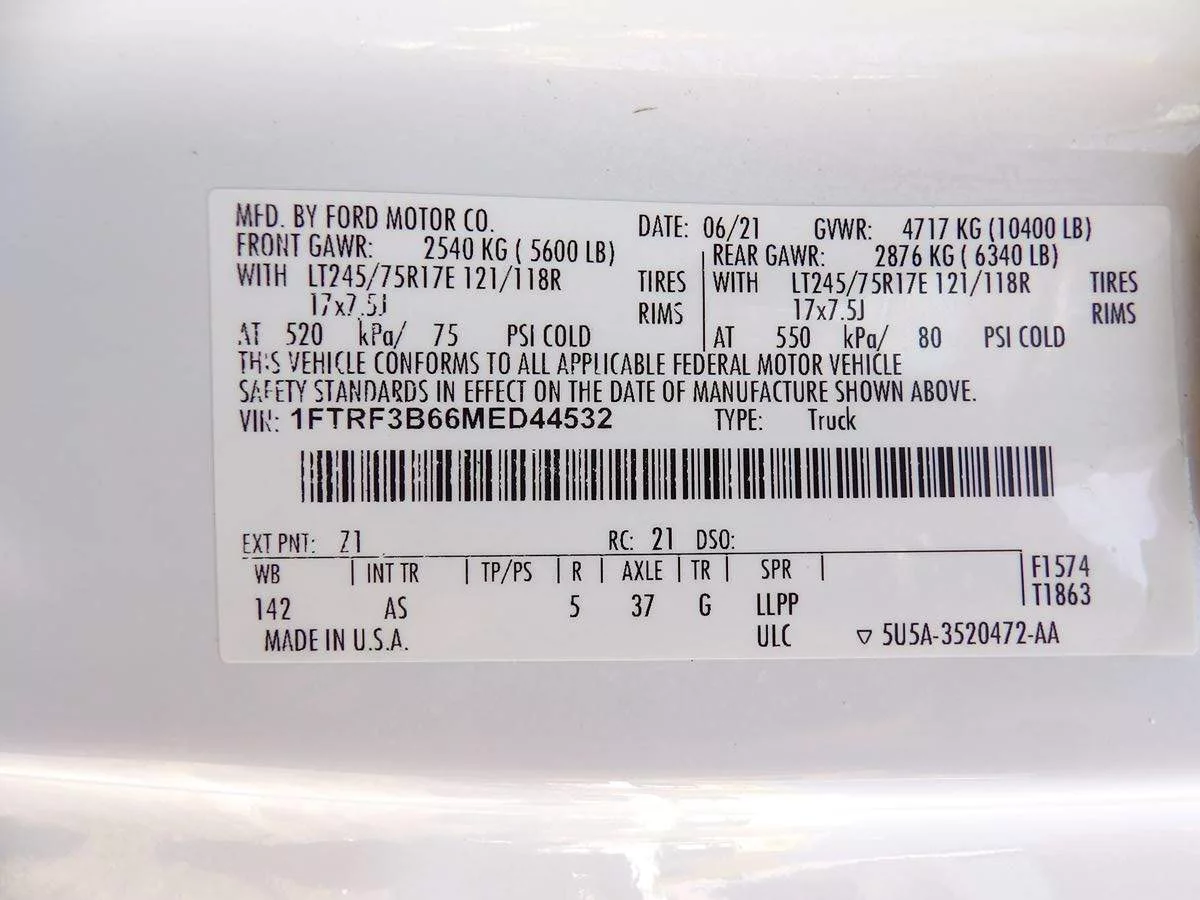 MFD. BY FORD MOTOR CO. DATE: 06/21 GVWR: 4717 KG (10400 LB)
FRONT GAWR: 2540 KG ( 5600 LB) REAR GAWR: 2876 KG ( 6340 LB)
WITH LT245/75R17E 121/118R TIRES WITH LT245/75R17E 121/118R TIRES
17x7.5J RIMS 17x7.5J RIMS
AT 520 kPa/ 75 PSI COLD AT 550 kPa/ 80 PSI COLD
THIS VEHICLE CONFORMS TO ALL APPLICABLE FEDERAL MOTOR VEHICLE
SAFETY STANDARDS IN EFFECT ON THE DATE OF MANUFACTURE SHOWN ABOVE.
VIN: 1FTRF3B66MED44532 TYPE: Truck
EXT PNT: Z1 RC: 21 DSO:
WB | INT TR | TP/PS | R | AXLE | TR | SPR | F1574
142 AS 5 37 G LLPP T1863
MADE IN U.S.A. ULC ▽ 5U5A-3520472-AA